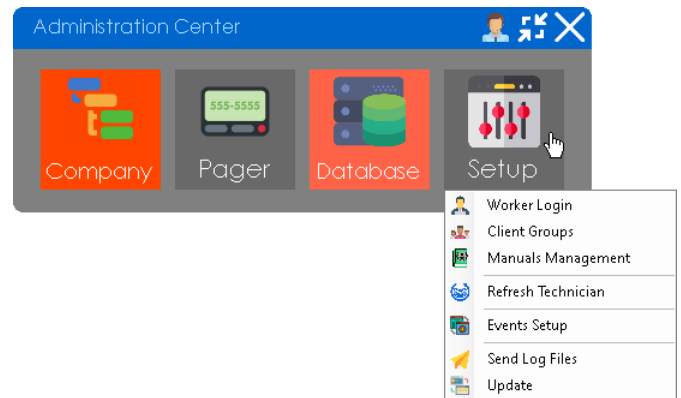 Administration Center
555-5555
Company
Pager
Database
Setup
Worker Login
Client Groups
Manuals Management
Refresh Technician
Events Setup
Send Log Files
Update